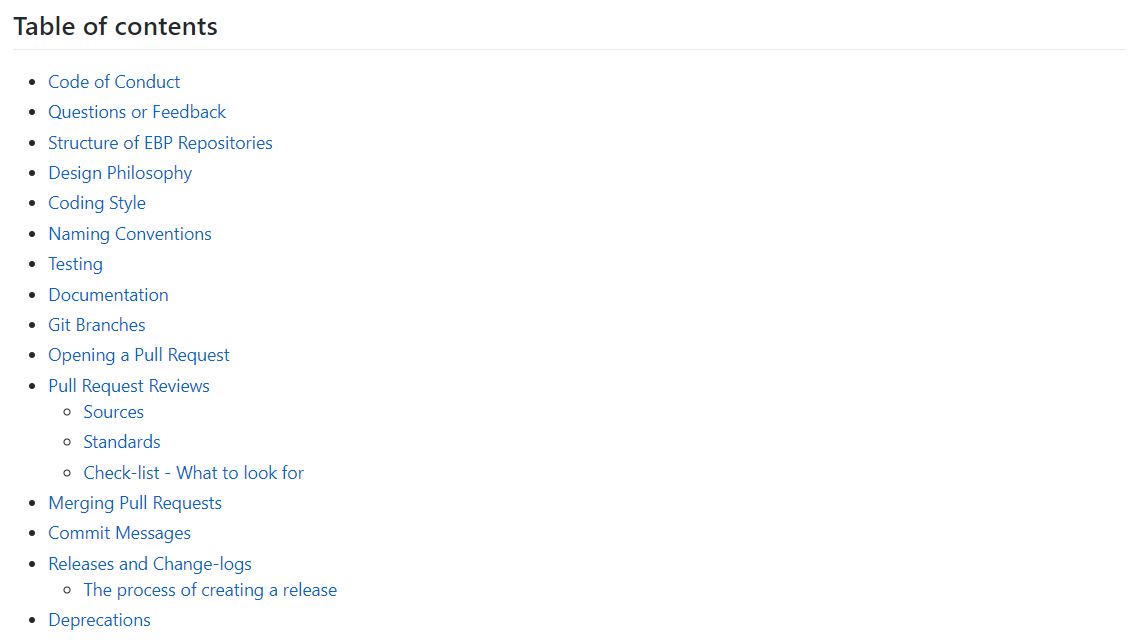 Table of contents
Code of Conduct
Questions or Feedback
Structure of EBP Repositories
Design Philosophy
Coding Style
Naming Conventions
Testing
Documentation
Git Branches
Opening a Pull Request
Pull Request Reviews
Sources
Standards
Check-list - What to look for
Merging Pull Requests
Commit Messages
Releases and Change-logs
The process of creating a release
Deprecations